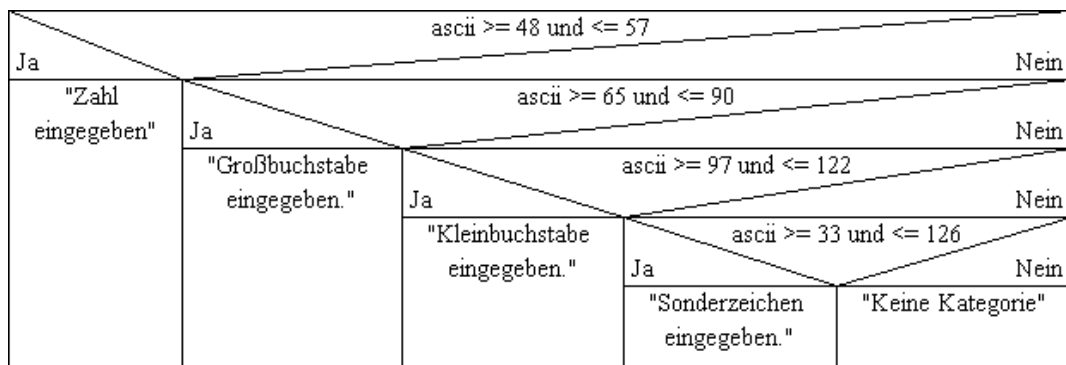 ascii >= 48 und <= 57
Ja
Nein
"Zahl
eingegeben"
ascii >= 65 und <= 90
Ja
Nein
"Großbuchstabe
eingegeben."
ascii >= 97 und <= 122
Ja
Nein
"Kleinbuchstabe
eingegeben."
ascii >= 33 und <= 126
Ja
Nein
"Sonderzeichen
eingegeben."
"Keine Kategorie"